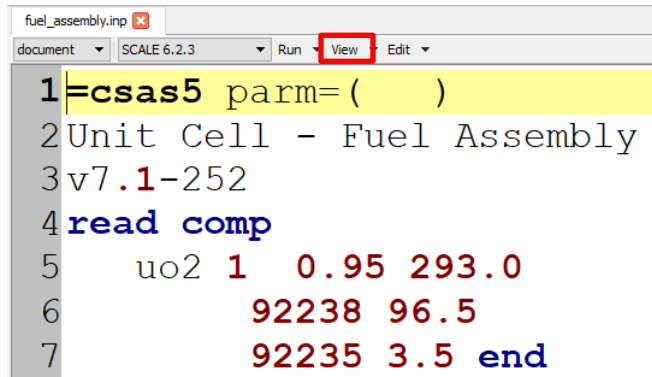 fuel_assembly.inp
document SCALE 6.2.3 Run View Edit
1 =csas5 parm=(   )
2 Unit Cell - Fuel Assembly
3 v7.1-252
4 read comp
5 uo2 1  0.95 293.0
6 92238 96.5
7 92235 3.5 end